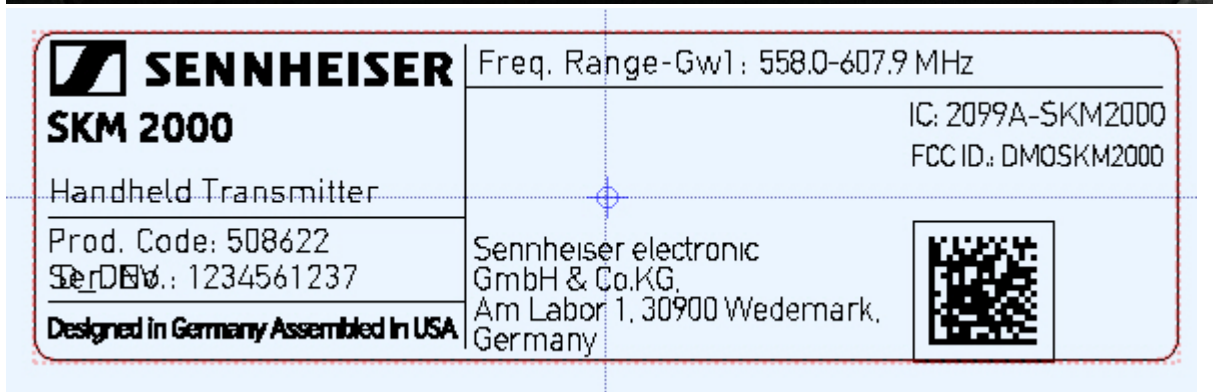 SENNHEISER
SKM 2000
Handheld Transmitter
Prod. Code: 508622
1234561237
Designed in Germany Assembled In USA
Freq. Range-Gw1: 558.0-607.9 MHz
IC: 2099A-SKM2000
FCC ID.: DMOSKM2000
Sennheiser electronic
GmbH & Co.KG,
Am Labor 1, 30900 Wedemark,
Germany